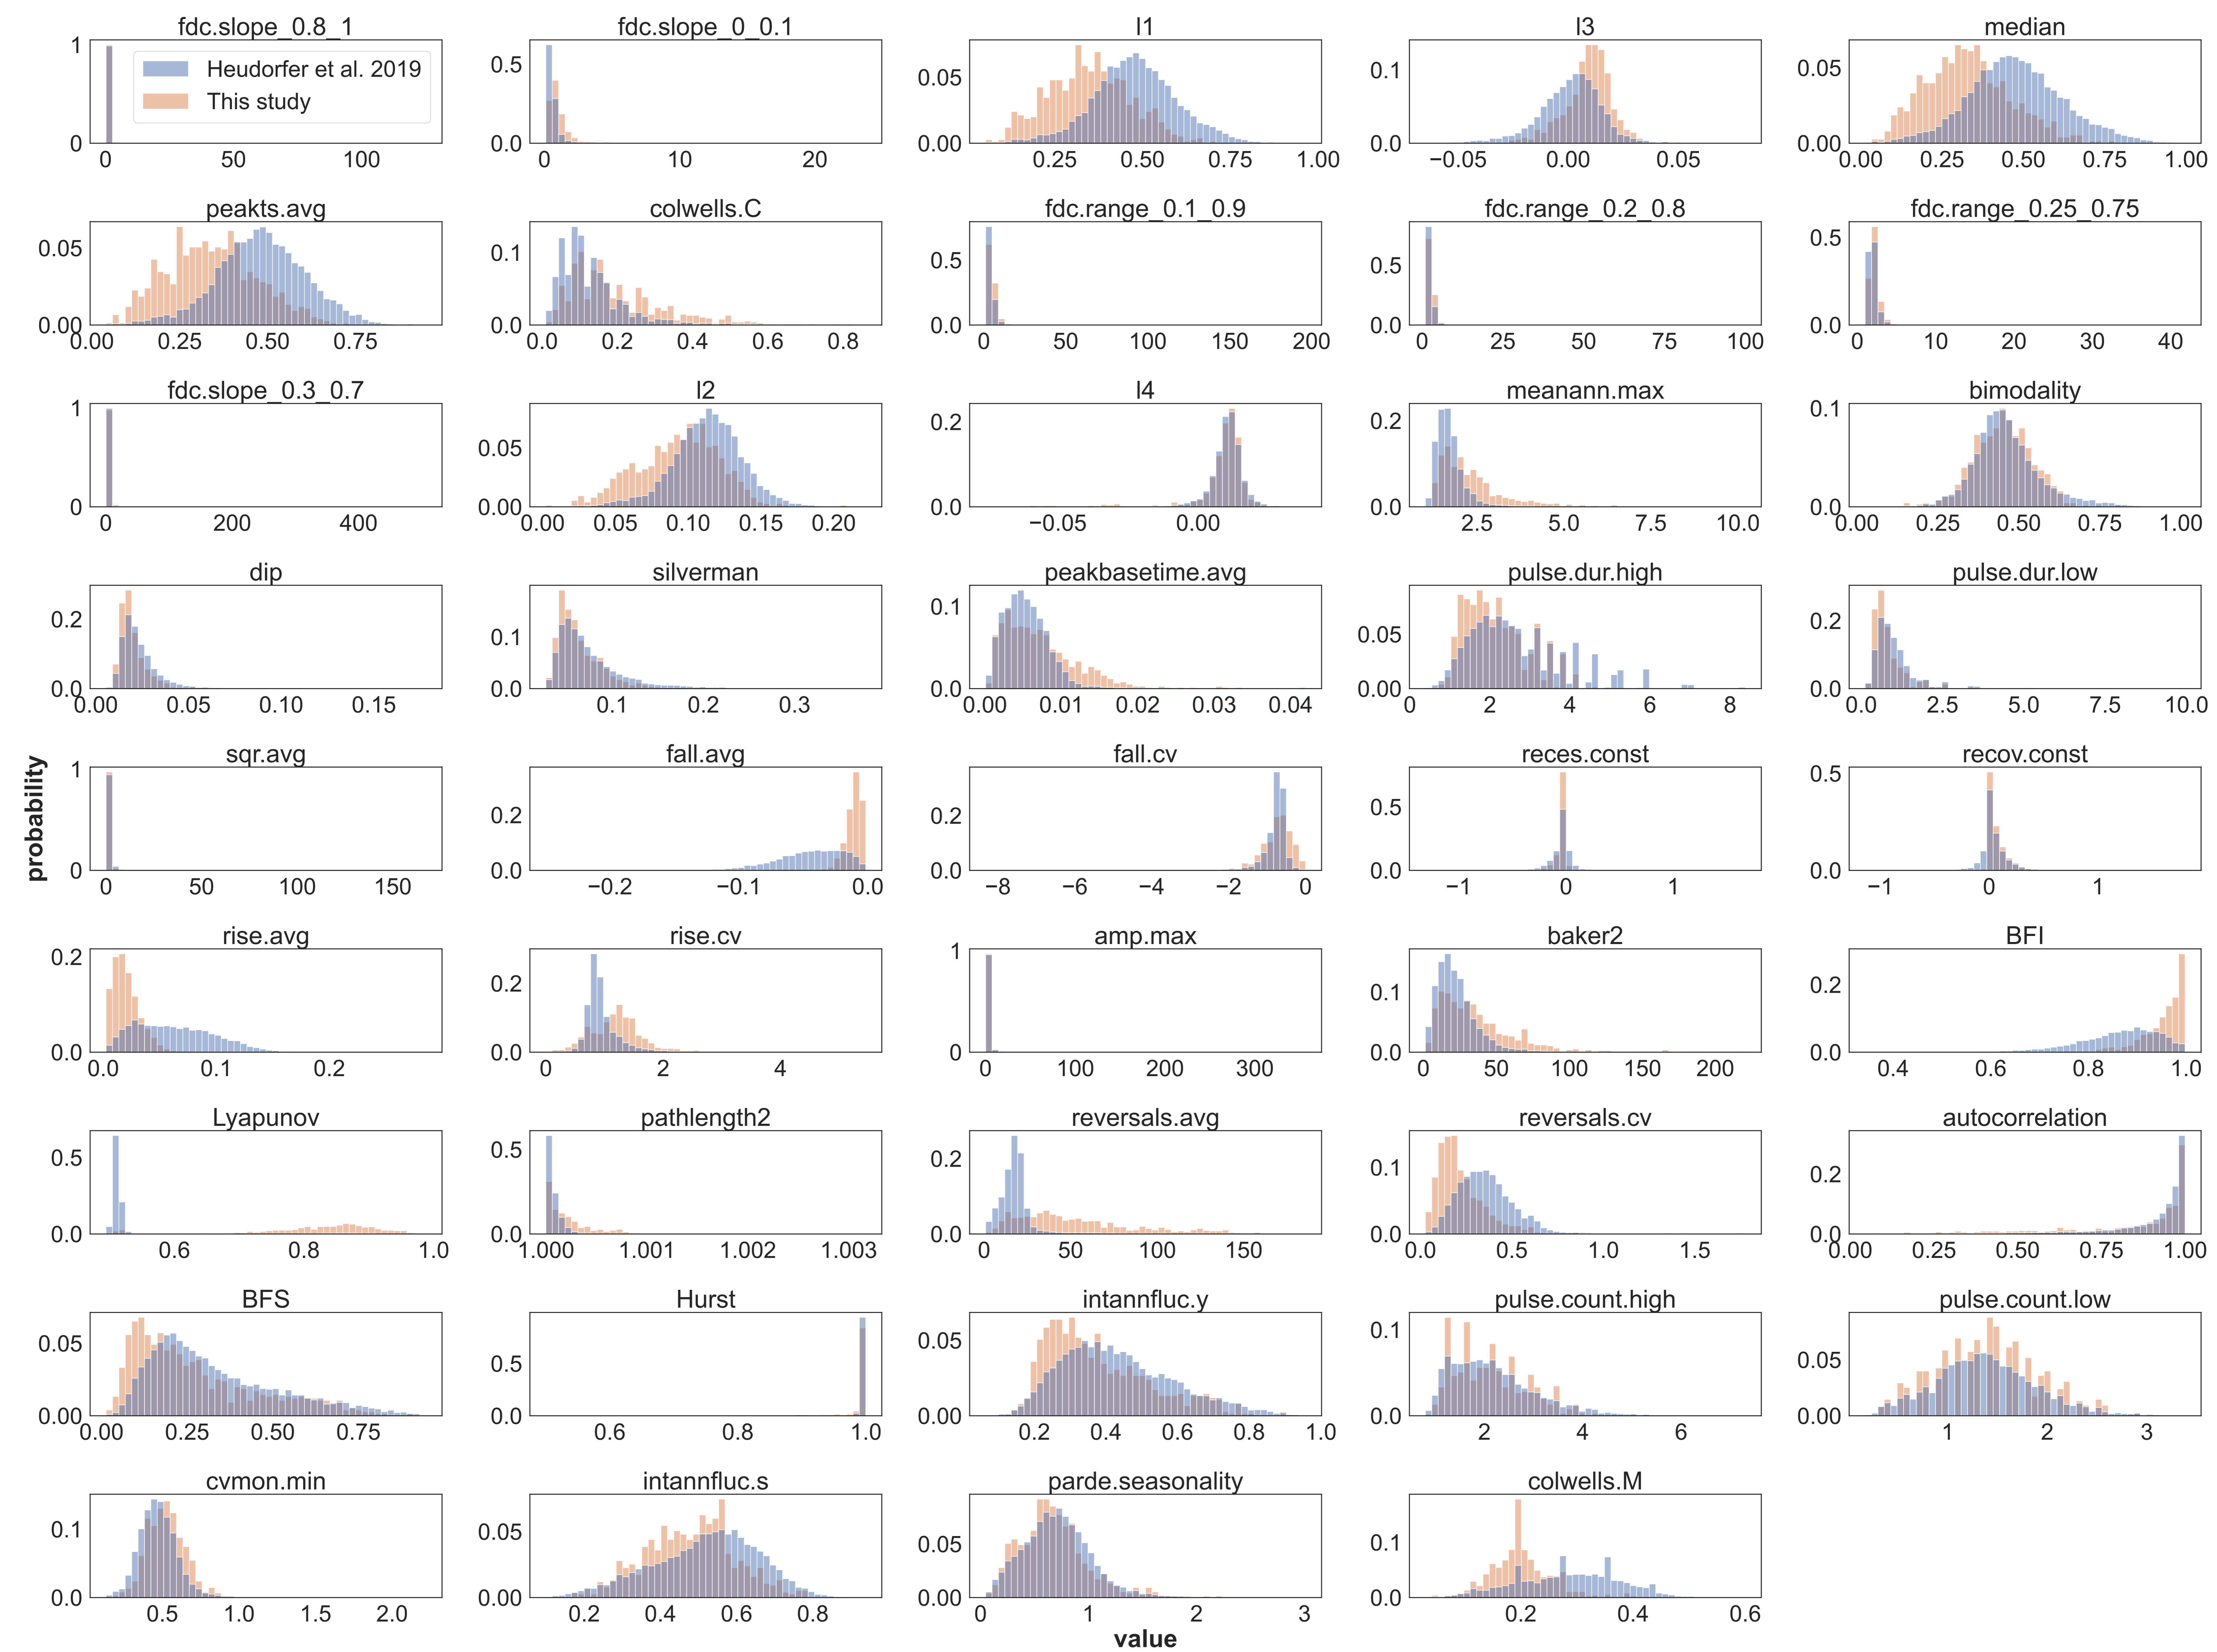 fdc.slope_0.8_1
fdc.slope_0_0.1
l1
l3
median
1
0
0 50 100
Heudorfer et al. 2019
This study
0.5
0.0
0 10 20
0.05
0.00
0.25 0.50 0.75 1.00
0.1
0.0
−0.05 0.00 0.05
0.05
0.00
0.00 0.25 0.50 0.75 1.00
peakts.avg
colwells.C
fdc.range_0.1_0.9
fdc.range_0.2_0.8
fdc.range_0.25_0.75
0.05
0.00
0.00 0.25 0.50 0.75
0.1
0.0
0.0 0.2 0.4 0.6 0.8
0.5
0.0
0 50 100 150 200
0.5
0.0
0 25 50 75 100
0.5
0.0
0 10 20 30 40
fdc.slope_0.3_0.7
l2
l4
meanann.max
bimodality
1
0
0 200 400
0.05
0.00
0.00 0.05 0.10 0.15 0.20
0.2
0.0
−0.05 0.00
0.2
0.0
2.5 5.0 7.5 10.0
0.1
0.0
0.00 0.25 0.50 0.75 1.00
dip
silverman
peakbasetime.avg
pulse.dur.high
pulse.dur.low
0.2
0.0
0.00 0.05 0.10 0.15
0.1
0.0
0.1 0.2 0.3
0.1
0.0
0.00 0.01 0.02 0.03 0.04
0.05
0.00
0 2 4 6 8
0.2
0.0
0.0 2.5 5.0 7.5 10.0
sqr.avg
fall.avg
fall.cv
reces.const
recov.const
probability
1
0
0 50 100 150
0.2
0.0
−0.2 −0.1 0.0
0.2
0.0
−8 −6 −4 −2 0
0.5
0.0
−1 0 1
0.5
0.0
−1 0 1
rise.avg
rise.cv
amp.max
baker2
BFI
0.2
0.0
0.0 0.1 0.2
0.2
0.0
0 2 4
1
0
0 100 200 300
0.1
0.0
0 50 100 150 200
0.2
0.0
0.4 0.6 0.8 1.0
Lyapunov
pathlength2
reversals.avg
reversals.cv
autocorrelation
0.5
0.0
0.6 0.8 1.0
0.5
0.0
1.000 1.001 1.002 1.003
0.2
0.0
0 50 100 150
0.1
0.0
0.0 0.5 1.0 1.5
0.2
0.0
0.00 0.25 0.50 0.75 1.00
BFS
Hurst
intannfluc.y
pulse.count.high
pulse.count.low
0.05
0.00
0.00 0.25 0.50 0.75
0.5
0.0
0.6 0.8 1.0
0.05
0.00
0.2 0.4 0.6 0.8 1.0
0.1
0.0
2 4 6
0.05
0.00
1 2 3
cvmon.min
intannfluc.s
parde.seasonality
colwells.M
0.1
0.0
0.5 1.0 1.5 2.0
0.05
0.00
0.2 0.4 0.6 0.8
0.05
0.00
0 1 2 3
0.1
0.0
0.2 0.4 0.6
value